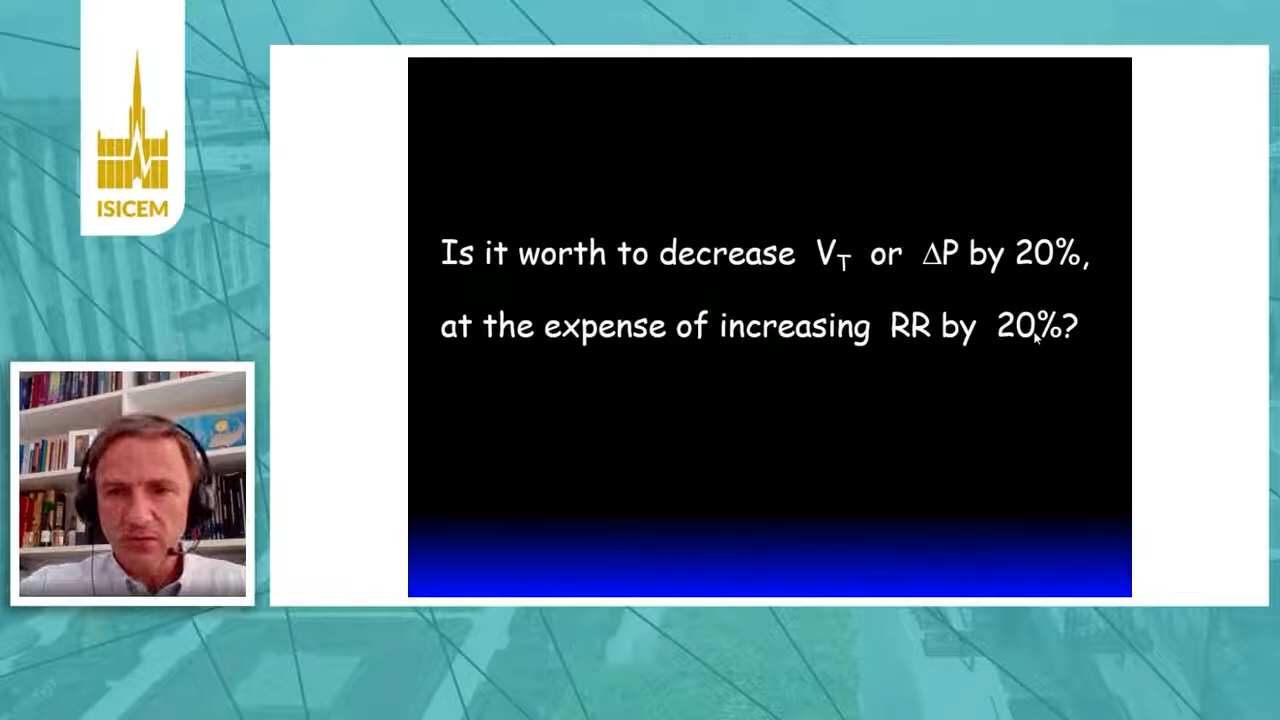 ISICEM
Is it worth to decrease V_T or ΔP by 20%,
at the expense of increasing RR by 20%?